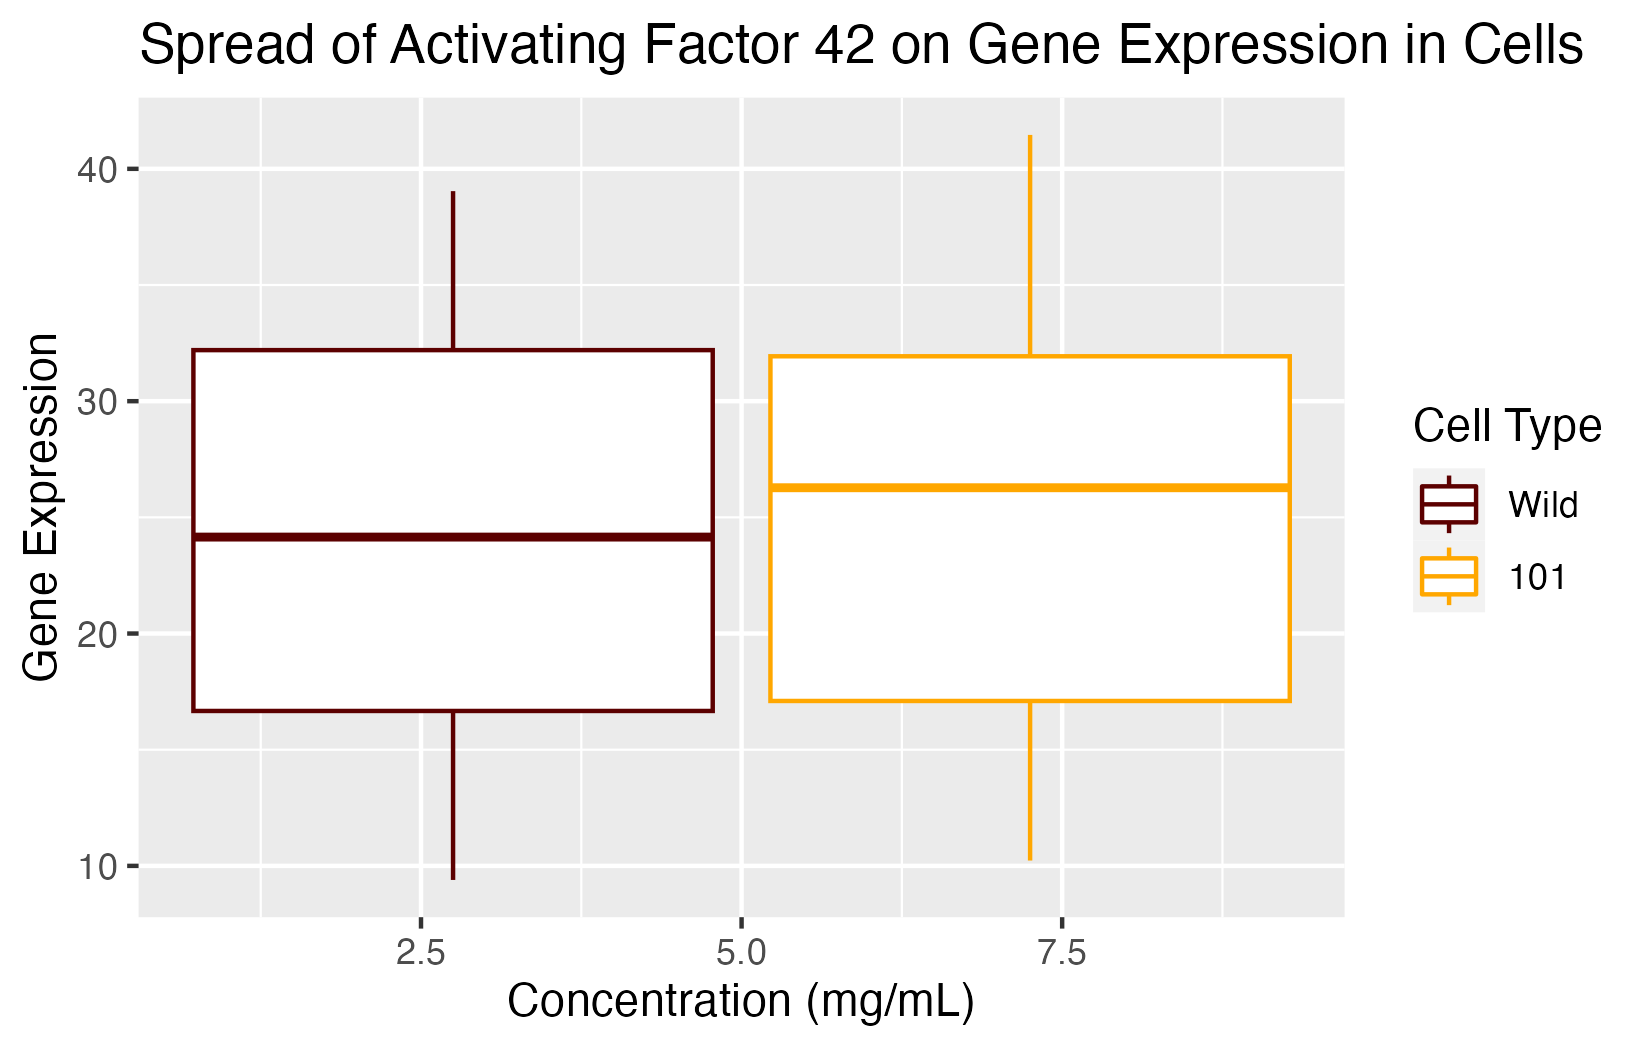 Spread of Activating Factor 42 on Gene Expression in Cells
Gene Expression
40
30
20
10
2.5
5.0
7.5
Concentration (mg/mL)
Cell Type
Wild
101